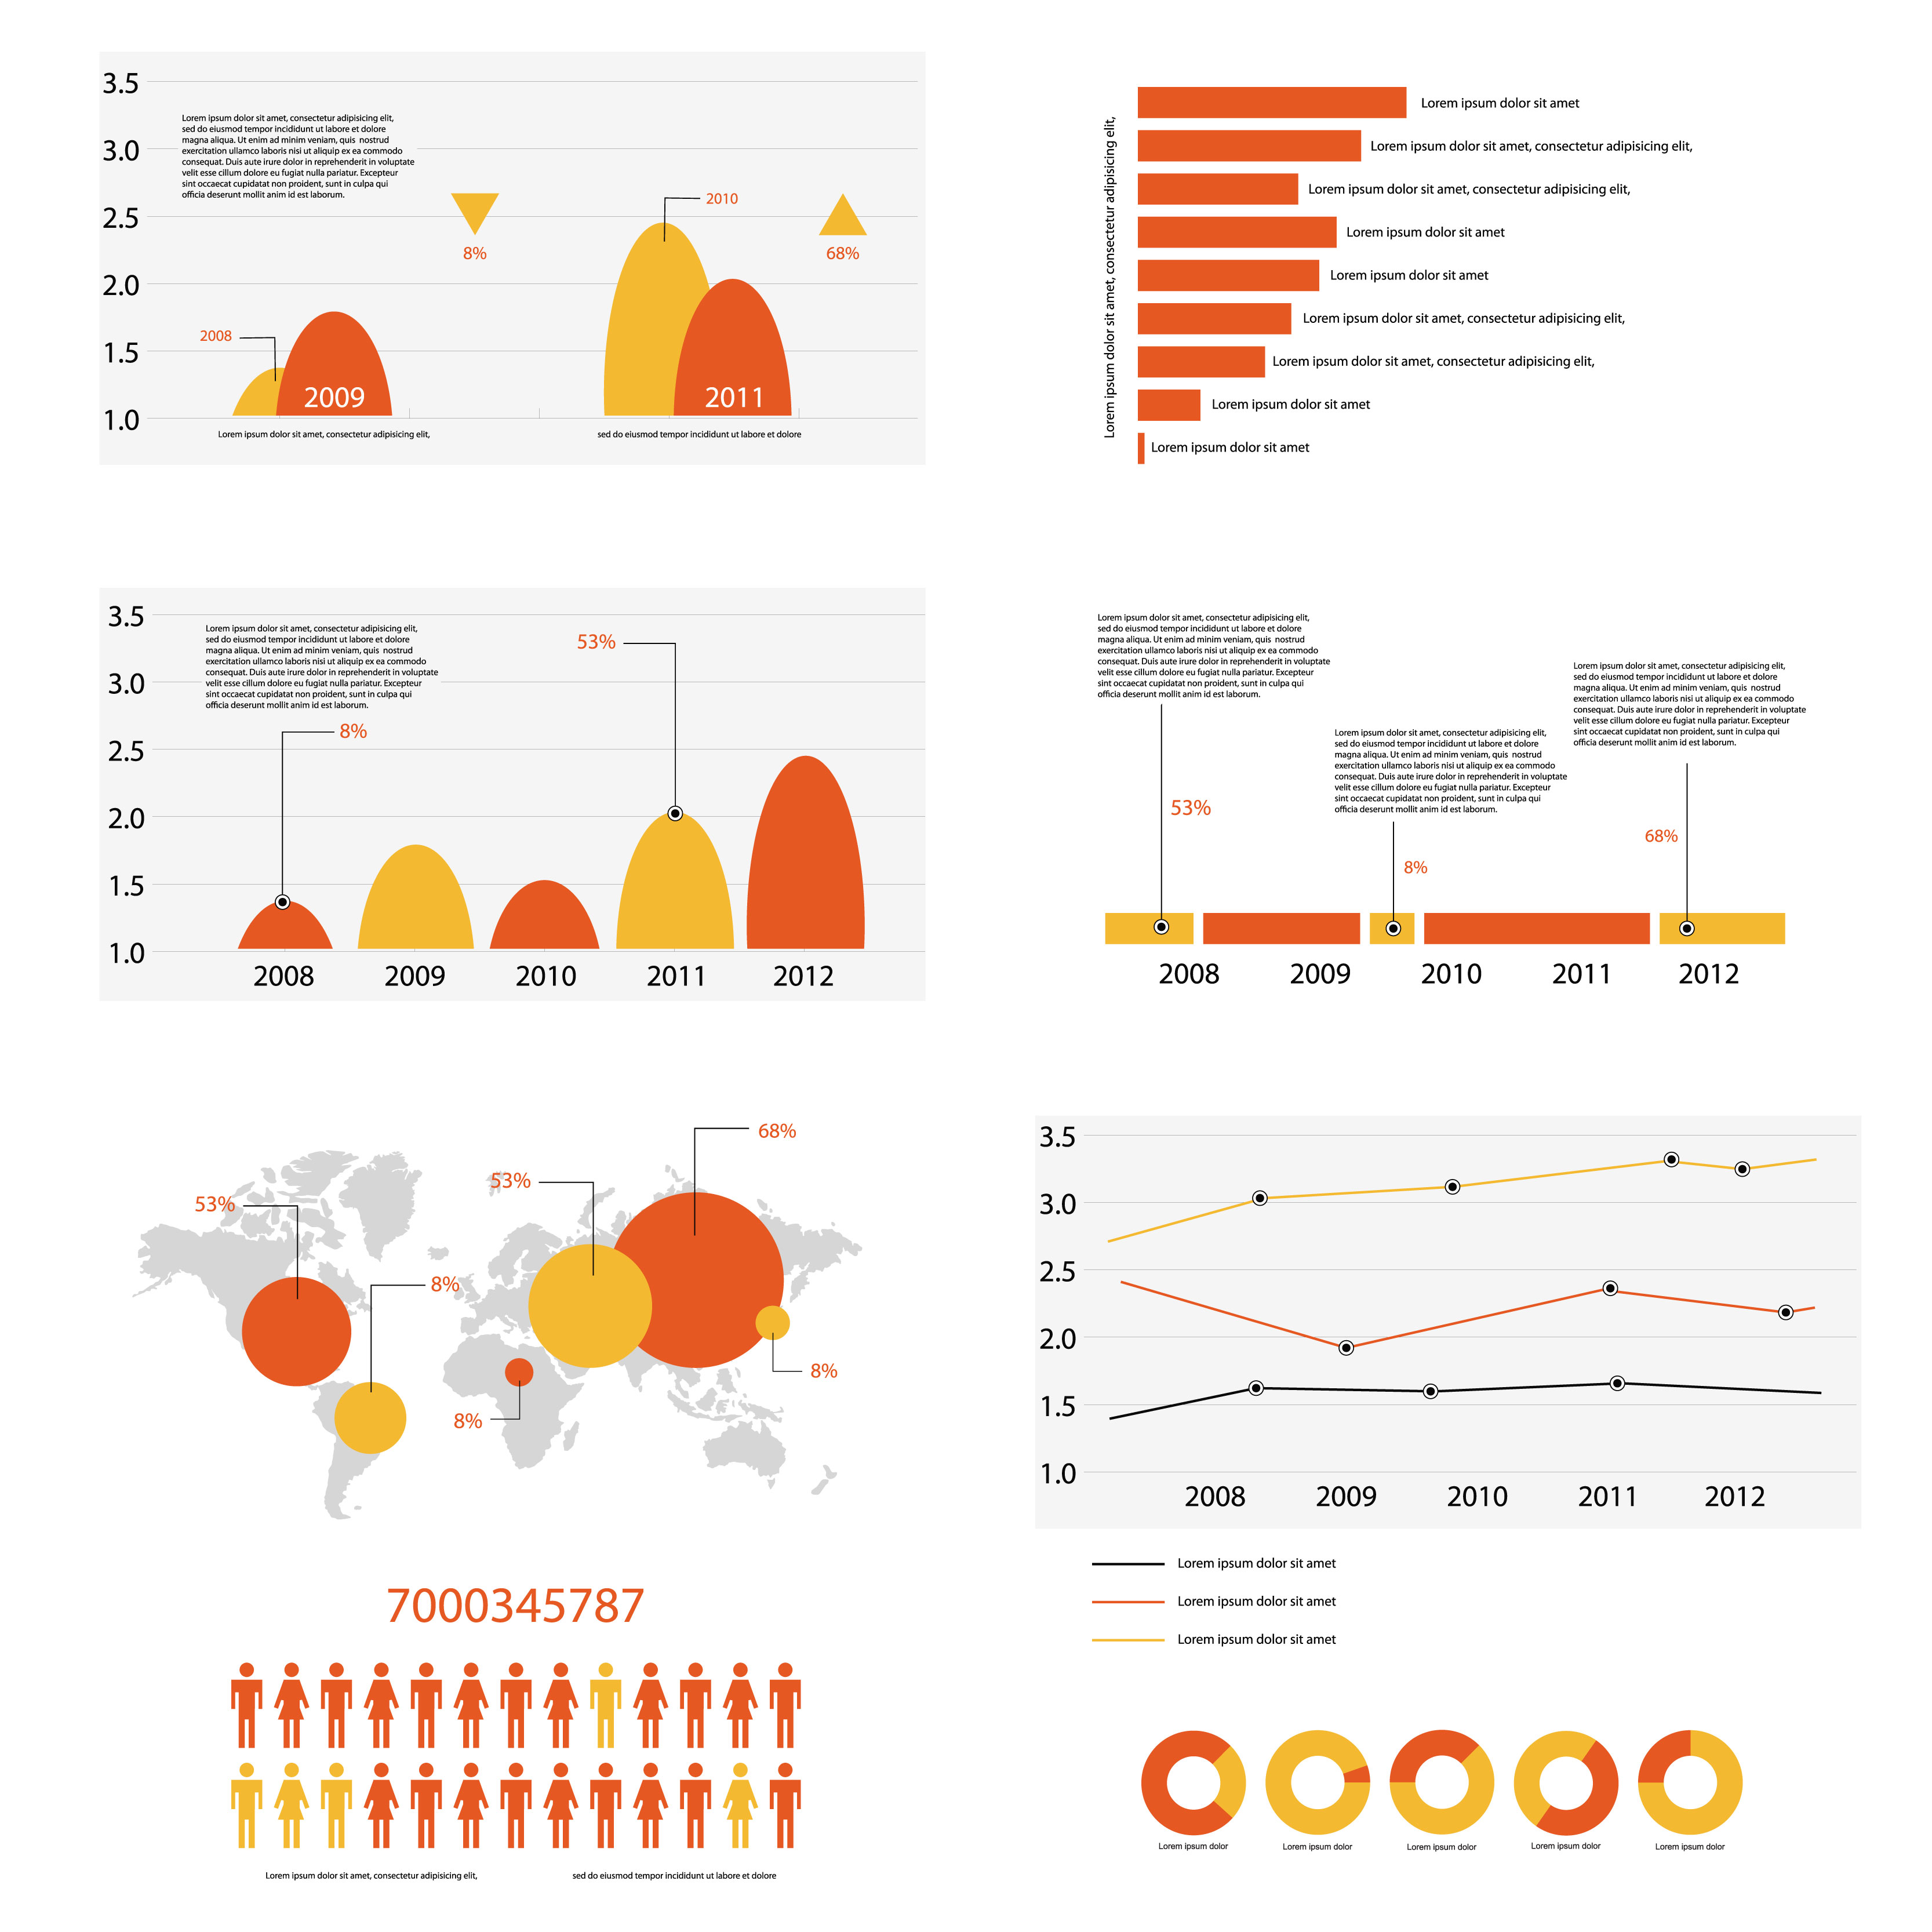 3.5
3.0
2.5
2.0
1.5
1.0
Lorem ipsum dolor sit amet, consectetur adipisicing elit,
sed do eiusmod tempor incididunt ut labore et dolore
magna aliqua. Ut enim ad minim veniam, quis nostrud
exercitation ullamco laboris nisi ut aliquip ex ea commodo
consequat. Duis aute irure dolor in reprehenderit in voluptate
velit esse cillum dolore eu fugiat nulla pariatur. Excepteur
sint occaecat cupidatat non proident, sunt in culpa qui
officia deserunt mollit anim id est laborum.
2010
8%
68%
2008
2009
2011
Lorem ipsum dolor sit amet, consectetur adipisicing elit,
sed do eiusmod tempor incididunt ut labore et dolore
Lorem ipsum dolor sit amet, consectetur adipisicing elit,
Lorem ipsum dolor sit amet
Lorem ipsum dolor sit amet, consectetur adipisicing elit,
Lorem ipsum dolor sit amet, consectetur adipisicing elit,
Lorem ipsum dolor sit amet
Lorem ipsum dolor sit amet
Lorem ipsum dolor sit amet, consectetur adipisicing elit,
Lorem ipsum dolor sit amet, consectetur adipisicing elit,
Lorem ipsum dolor sit amet
Lorem ipsum dolor sit amet
3.5
3.0
2.5
2.0
1.5
1.0
Lorem ipsum dolor sit amet, consectetur adipisicing elit,
sed do eiusmod tempor incididunt ut labore et dolore
magna aliqua. Ut enim ad minim veniam, quis nostrud
exercitation ullamco laboris nisi ut aliquip ex ea commodo
consequat. Duis aute irure dolor in reprehenderit in voluptate
velit esse cillum dolore eu fugiat nulla pariatur. Excepteur
sint occaecat cupidatat non proident, sunt in culpa qui
officia deserunt mollit anim id est laborum.
53%
8%
2008 2009 2010 2011 2012
Lorem ipsum dolor sit amet, consectetur adipisicing elit,
sed do eiusmod tempor incididunt ut labore et dolore
magna aliqua. Ut enim ad minim veniam, quis nostrud
exercitation ullamco laboris nisi ut aliquip ex ea commodo
consequat. Duis aute irure dolor in reprehenderit in voluptate
velit esse cillum dolore eu fugiat nulla pariatur. Excepteur
sint occaecat cupidatat non proident, sunt in culpa qui
officia deserunt mollit anim id est laborum.
Lorem ipsum dolor sit amet, consectetur adipisicing elit,
sed do eiusmod tempor incididunt ut labore et dolore
magna aliqua. Ut enim ad minim veniam, quis nostrud
exercitation ullamco laboris nisi ut aliquip ex ea commodo
consequat. Duis aute irure dolor in reprehenderit in voluptate
velit esse cillum dolore eu fugiat nulla pariatur. Excepteur
sint occaecat cupidatat non proident, sunt in culpa qui
officia deserunt mollit anim id est laborum.
Lorem ipsum dolor sit amet, consectetur adipisicing elit,
sed do eiusmod tempor incididunt ut labore et dolore
magna aliqua. Ut enim ad minim veniam, quis nostrud
exercitation ullamco laboris nisi ut aliquip ex ea commodo
consequat. Duis aute irure dolor in reprehenderit in voluptate
velit esse cillum dolore eu fugiat nulla pariatur. Excepteur
sint occaecat cupidatat non proident, sunt in culpa qui
officia deserunt mollit anim id est laborum.
53%
8%
68%
2008 2009 2010 2011 2012
68%
53%
53%
8%
8%
8%
3.5
3.0
2.5
2.0
1.5
1.0
2008 2009 2010 2011 2012
Lorem ipsum dolor sit amet
Lorem ipsum dolor sit amet
Lorem ipsum dolor sit amet
7000345787
Lorem ipsum dolor sit amet, consectetur adipisicing elit,
sed do eiusmod tempor incididunt ut labore et dolore
Lorem ipsum dolor
Lorem ipsum dolor
Lorem ipsum dolor
Lorem ipsum dolor
Lorem ipsum dolor